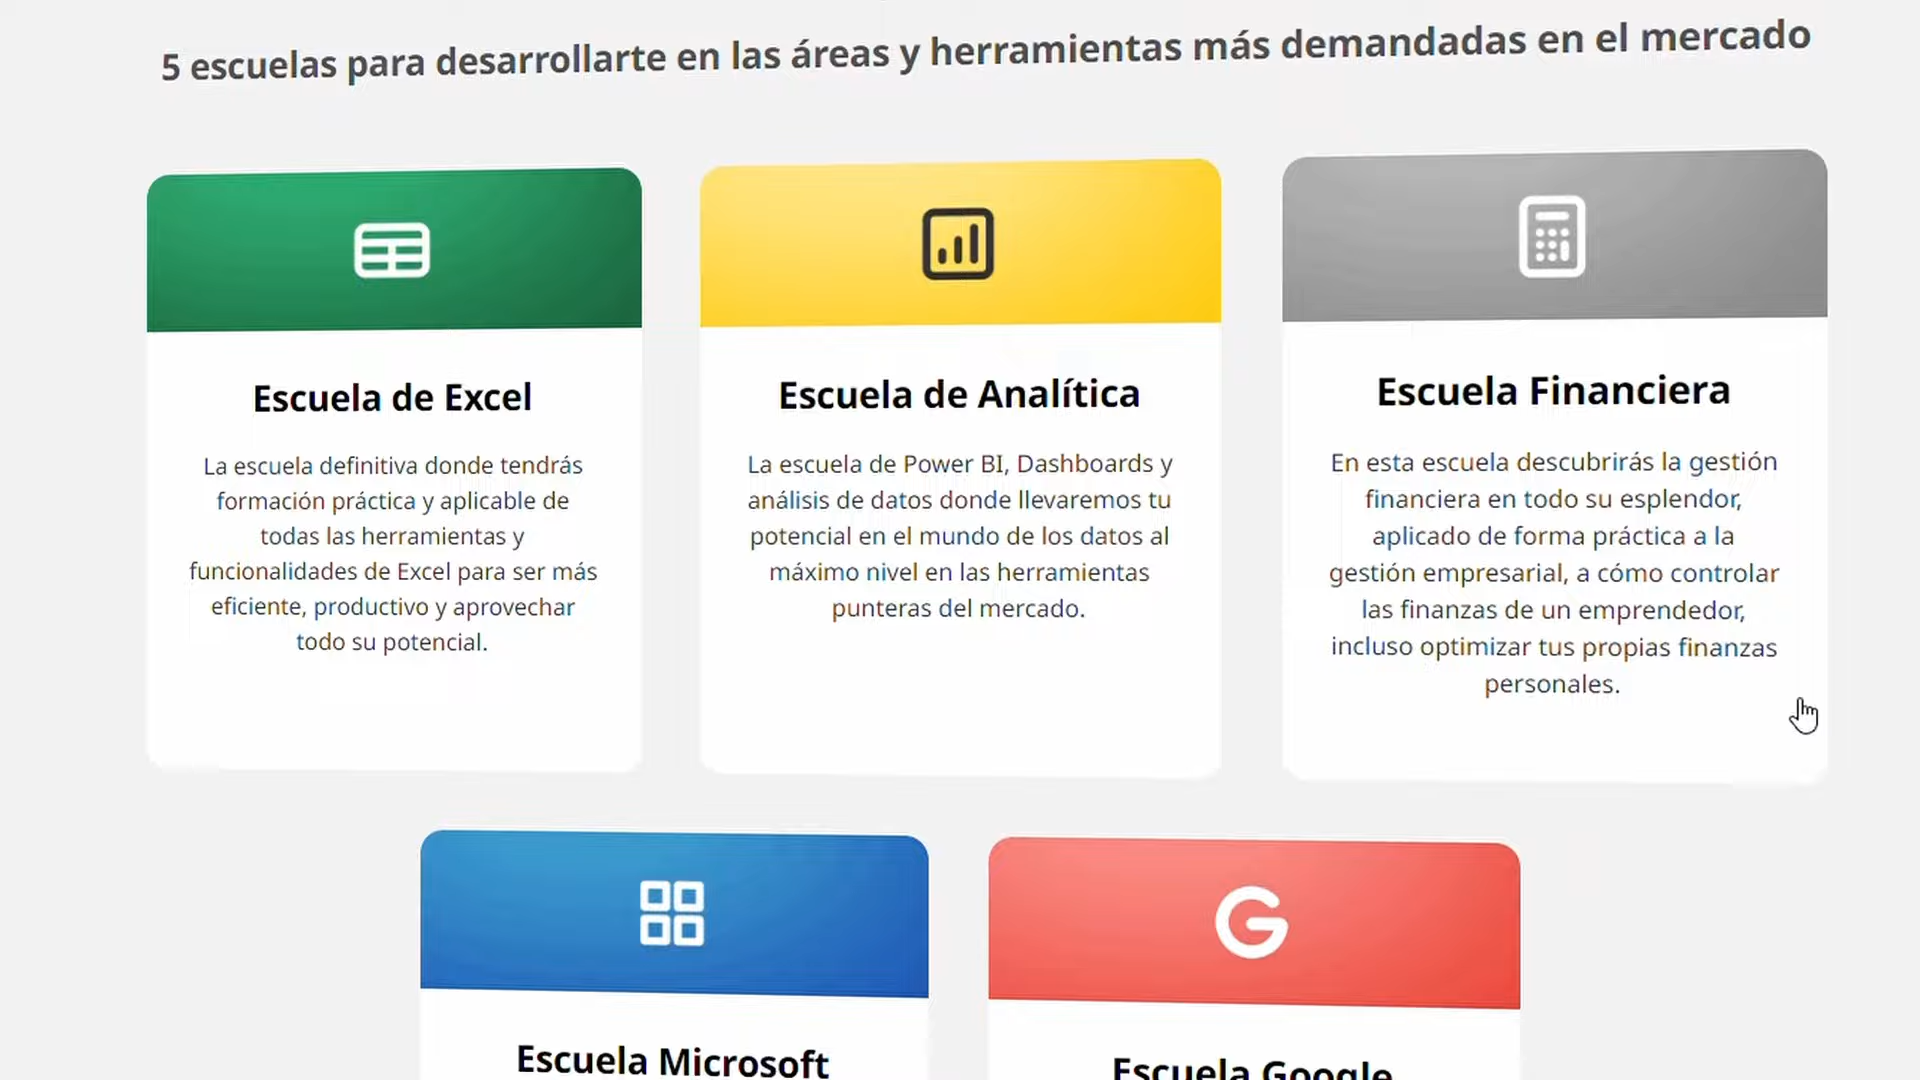 5 escuelas para desarrollarte en las áreas y herramientas más demandadas en el mercado
Escuela de Excel
La escuela definitiva donde tendrás
formación práctica y aplicable de
todas las herramientas y
funcionalidades de Excel para ser más
eficiente, productivo y aprovechar
todo su potencial.
Escuela de Analítica
La escuela de Power BI, Dashboards y
análisis de datos donde llevaremos tu
potencial en el mundo de los datos al
máximo nivel en las herramientas
punteras del mercado.
Escuela Financiera
En esta escuela descubrirás la gestión
financiera en todo su esplendor,
aplicado de forma práctica a la
gestión empresarial, a cómo controlar
las finanzas de un emprendedor,
incluso optimizar tus propias finanzas
personales.
G
Escuela Microsoft
Escuela Google